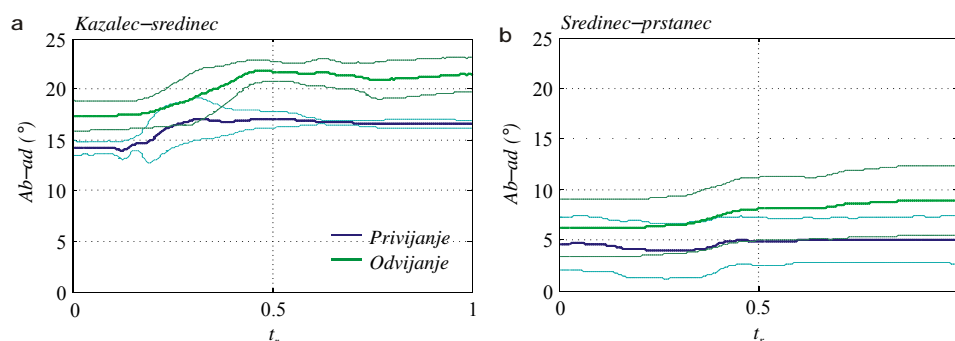 a
Kazalec–sredinec
25
20
15
10
5
0
Ab–ad (°)
Privijanje
Odvijanje
0
0.5
1
b
Sredinec–prstanec
25
20
15
10
5
0
Ab–ad (°)
0
0.5